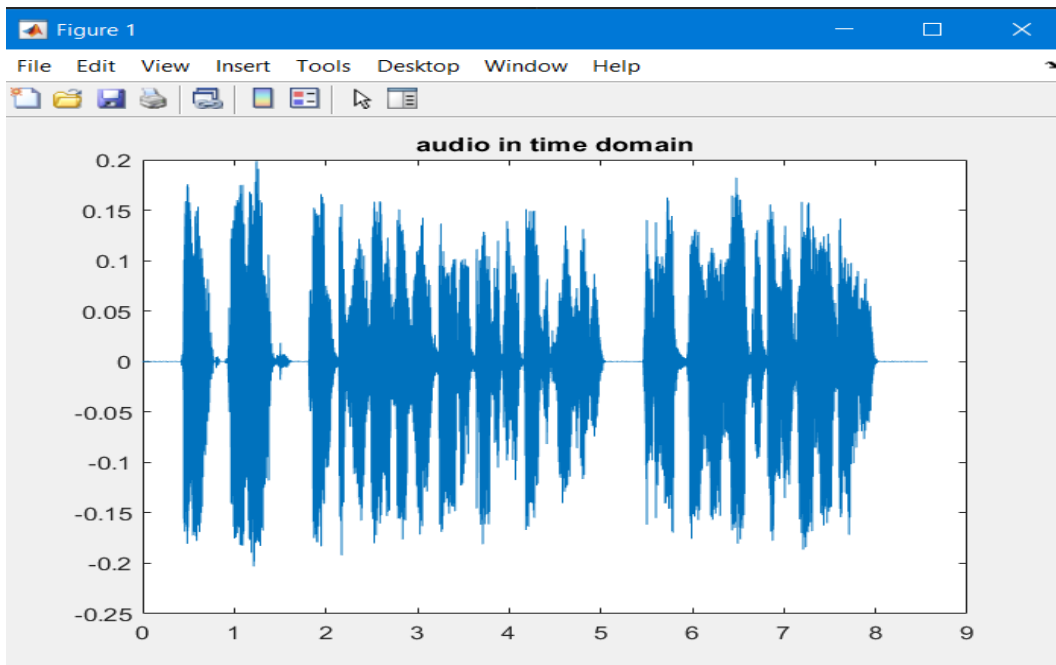 Figure 1
File Edit View Insert Tools Desktop Window Help
audio in time domain
0.2
0.15
0.1
0.05
0
-0.05
-0.1
-0.15
-0.2
-0.25
0 1 2 3 4 5 6 7 8 9